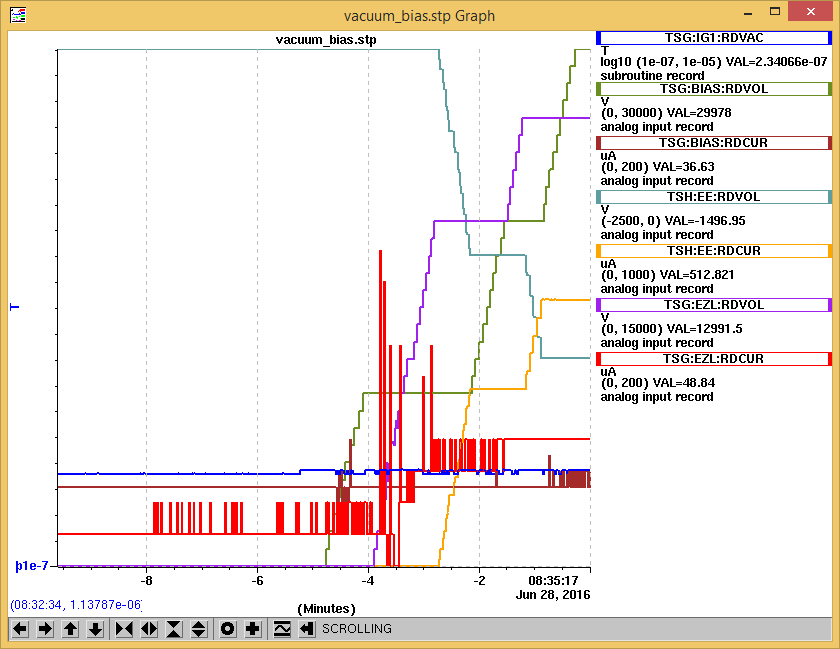 vacuum_bias.stp Graph
vacuum_bias.stp
TSG:IG1:RDVAC
T
log10 (1e-07, 1e-05) VAL=2.34066e-07
subroutine record
TSG:BIAS:RDVOL
V
(0, 30000) VAL=29978
analog input record
TSG:BIAS:RDCUR
uA
(0, 200) VAL=36.63
analog input record
TSH:EE:RDVOL
V
(-2500, 0) VAL=-1496.95
analog input record
TSH:EE:RDCUR
uA
(0, 1000) VAL=512.821
analog input record
TSG:EZL:RDVOL
V
(0, 15000) VAL=12991.5
analog input record
TSG:EZL:RDCUR
uA
(0, 200) VAL=48.84
analog input record
T
1e-7
-8
-6
-4
-2
08:35:17
Jun 28, 2016
(08:32:34, 1.13787e-06)
(Minutes)
SCROLLING